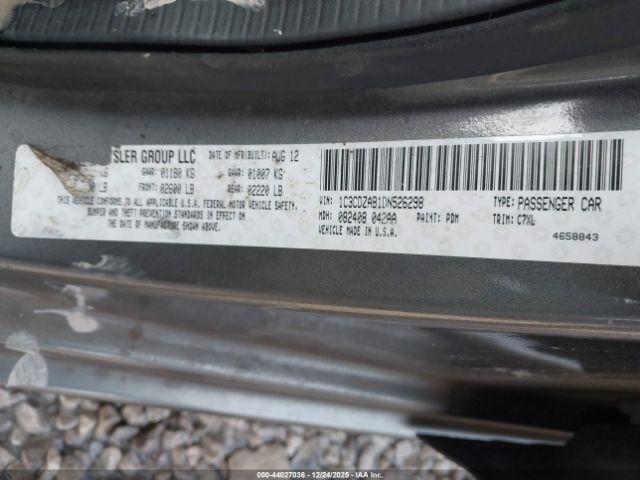 SLER GROUP LLC DATE OF MFR(BUILT): AUG 12
GAWR: 01180 KG GAWR: 01007 KG
LB FRONT: 02600 LB REAR: 02220 LB
THIS VEHICLE CONFORMS TO ALL APPLICABLE U.S.A. FEDERAL MOTOR VEHICLE SAFETY,
BUMPER AND THEFT PREVENTION STANDARDS IN EFFECT ON
THE DATE OF MANUFACTURE SHOWN ABOVE.
VIN: 1C3CDZAB1DN526298 TYPE: PASSENGER CAR
MDH: 082408 042AA PAINT: PDM TRIM: C7XL
VEHICLE MADE IN U.S.A. 4658843
000-44027036 - 12/24/2025 - IAA.CA